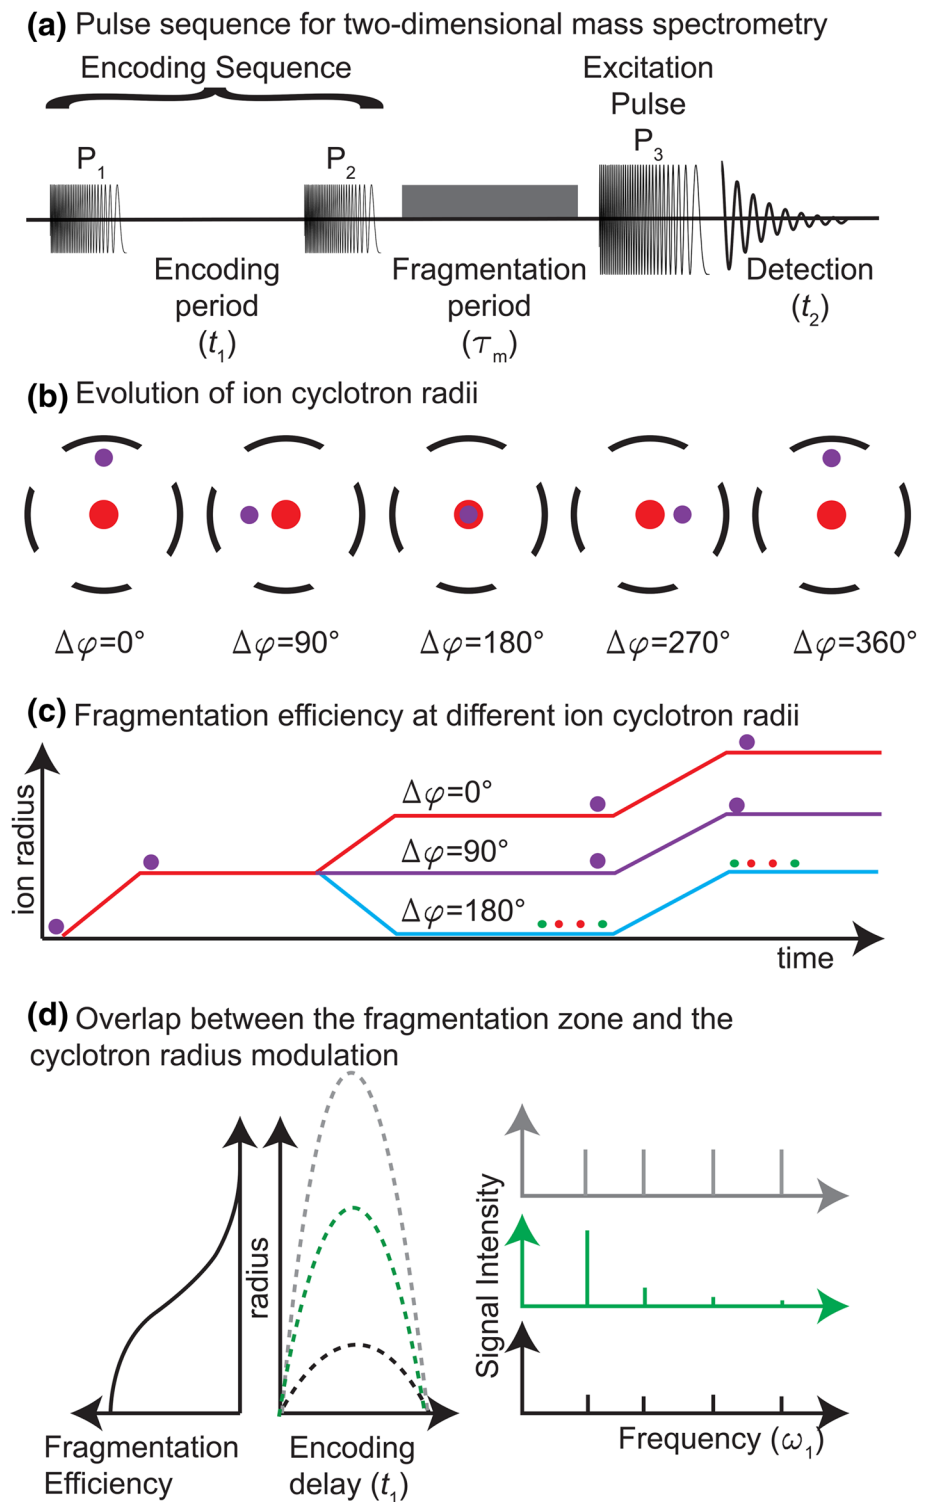 (a) Pulse sequence for two-dimensional mass spectrometry
Encoding Sequence
Excitation
Pulse
P₃
P₁
P₂
Encoding
period
(t₁)
Fragmentation
period
(τₘ)
Detection
(t₂)
(b) Evolution of ion cyclotron radii
Δφ=0°
Δφ=90°
Δφ=180°
Δφ=270°
Δφ=360°
(c) Fragmentation efficiency at different ion cyclotron radii
ion radius
Δφ=0°
Δφ=90°
Δφ=180°
time
(d) Overlap between the fragmentation zone and the
cyclotron radius modulation
radius
Fragmentation
Efficiency
Encoding
delay (t₁)
Signal Intensity
Frequency (ω₁)